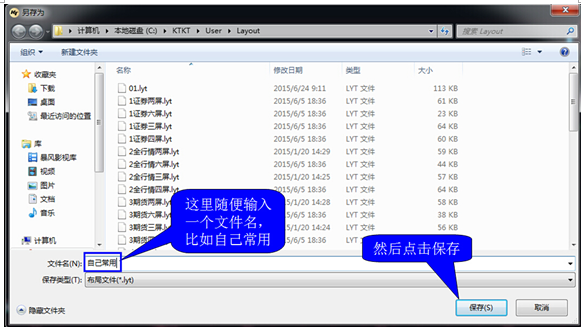 另存为
计算机 ▸ 本地磁盘 (C:) ▸ KTKT ▸ User ▸ Layout
搜索 Layout
组织 新建文件夹
收藏夹
下载
桌面
最近访问的位置
库
暴风影视库
视频
图片
文档
音乐
计算机
名称 修改日期 类型 大小
01.lyt 2015/6/24 9:11 LYT 文件 113 KB
1证券两屏.lyt 2015/6/5 18:36 LYT 文件 61 KB
1证券六屏.lyt 2015/6/5 18:36 LYT 文件 23 KB
1证券三屏.lyt 2015/6/5 18:36 LYT 文件 64 KB
1证券四屏.lyt 2015/6/5 18:36 LYT 文件 60 KB
2全行情两屏.lyt 2015/1/20 14:29 LYT 文件 59 KB
2全行情六屏.lyt 2015/6/5 18:36 LYT 文件 44 KB
2全行情三屏.lyt 2015/1/20 14:25 LYT 文件 57 KB
2全行情四屏.lyt 2015/6/5 18:36 LYT 文件 64 KB
3期货两屏.lyt 2015/1/20 14:28 LYT 文件 58 KB
3期货六屏.lyt 2015/6/5 18:36 LYT 文件 38 KB
3期货三屏.lyt 2015/1/20 14:24 LYT 文件 56 KB
3期货四 2015/6/5 18:36 LYT 文件
这里随便输入
一个文件名，
比如自己常用
然后点击保存
文件名(N): 自己常用
保存类型(T): 布局文件(*.lyt)
隐藏文件夹
保存(S) 取消